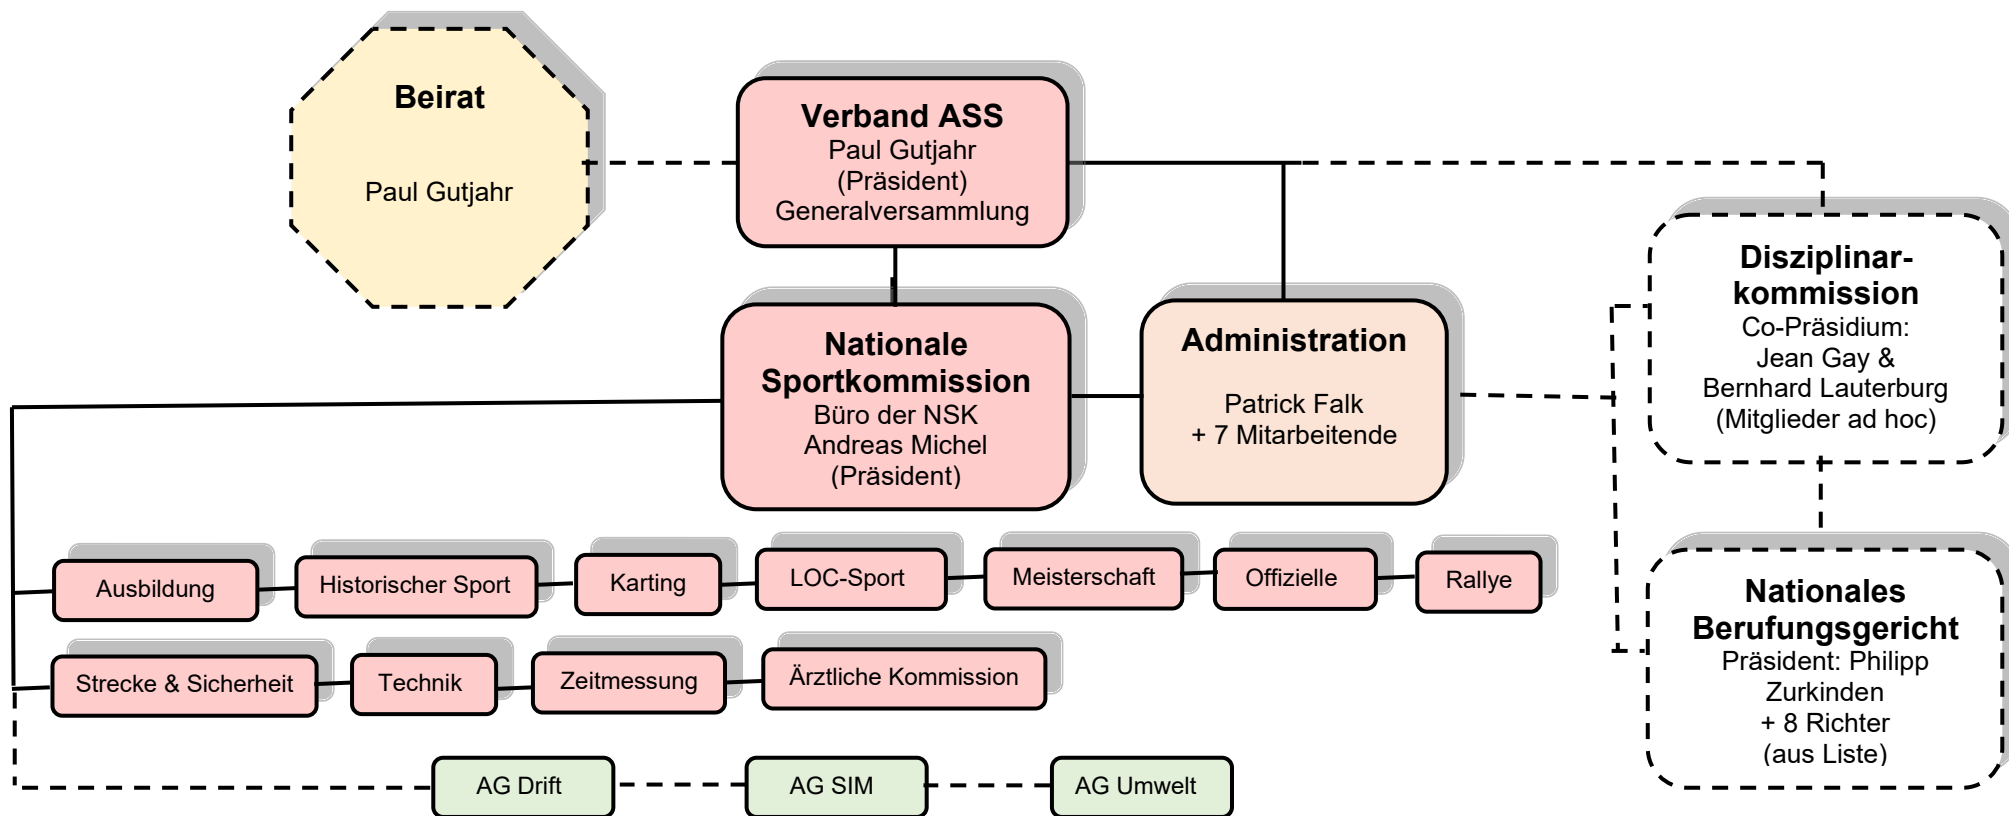 Beirat
Paul Gutjahr
Verband ASS
Paul Gutjahr
(Präsident)
Generalversammlung
Nationale
Sportkommission
Büro der NSK
Andreas Michel
(Präsident)
Administration
Patrick Falk
+ 7 Mitarbeitende
Disziplinar-
kommission
Co-Präsidium:
Jean Gay &
Bernhard Lauterburg
(Mitglieder ad hoc)
Nationales
Berufungsgericht
Präsident: Philipp
Zurkinden
+ 8 Richter
(aus Liste)
Ausbildung
Historischer Sport
Karting
LOC-Sport
Meisterschaft
Offizielle
Rallye
Strecke & Sicherheit
Technik
Zeitmessung
Ärztliche Kommission
AG Drift
AG SIM
AG Umwelt